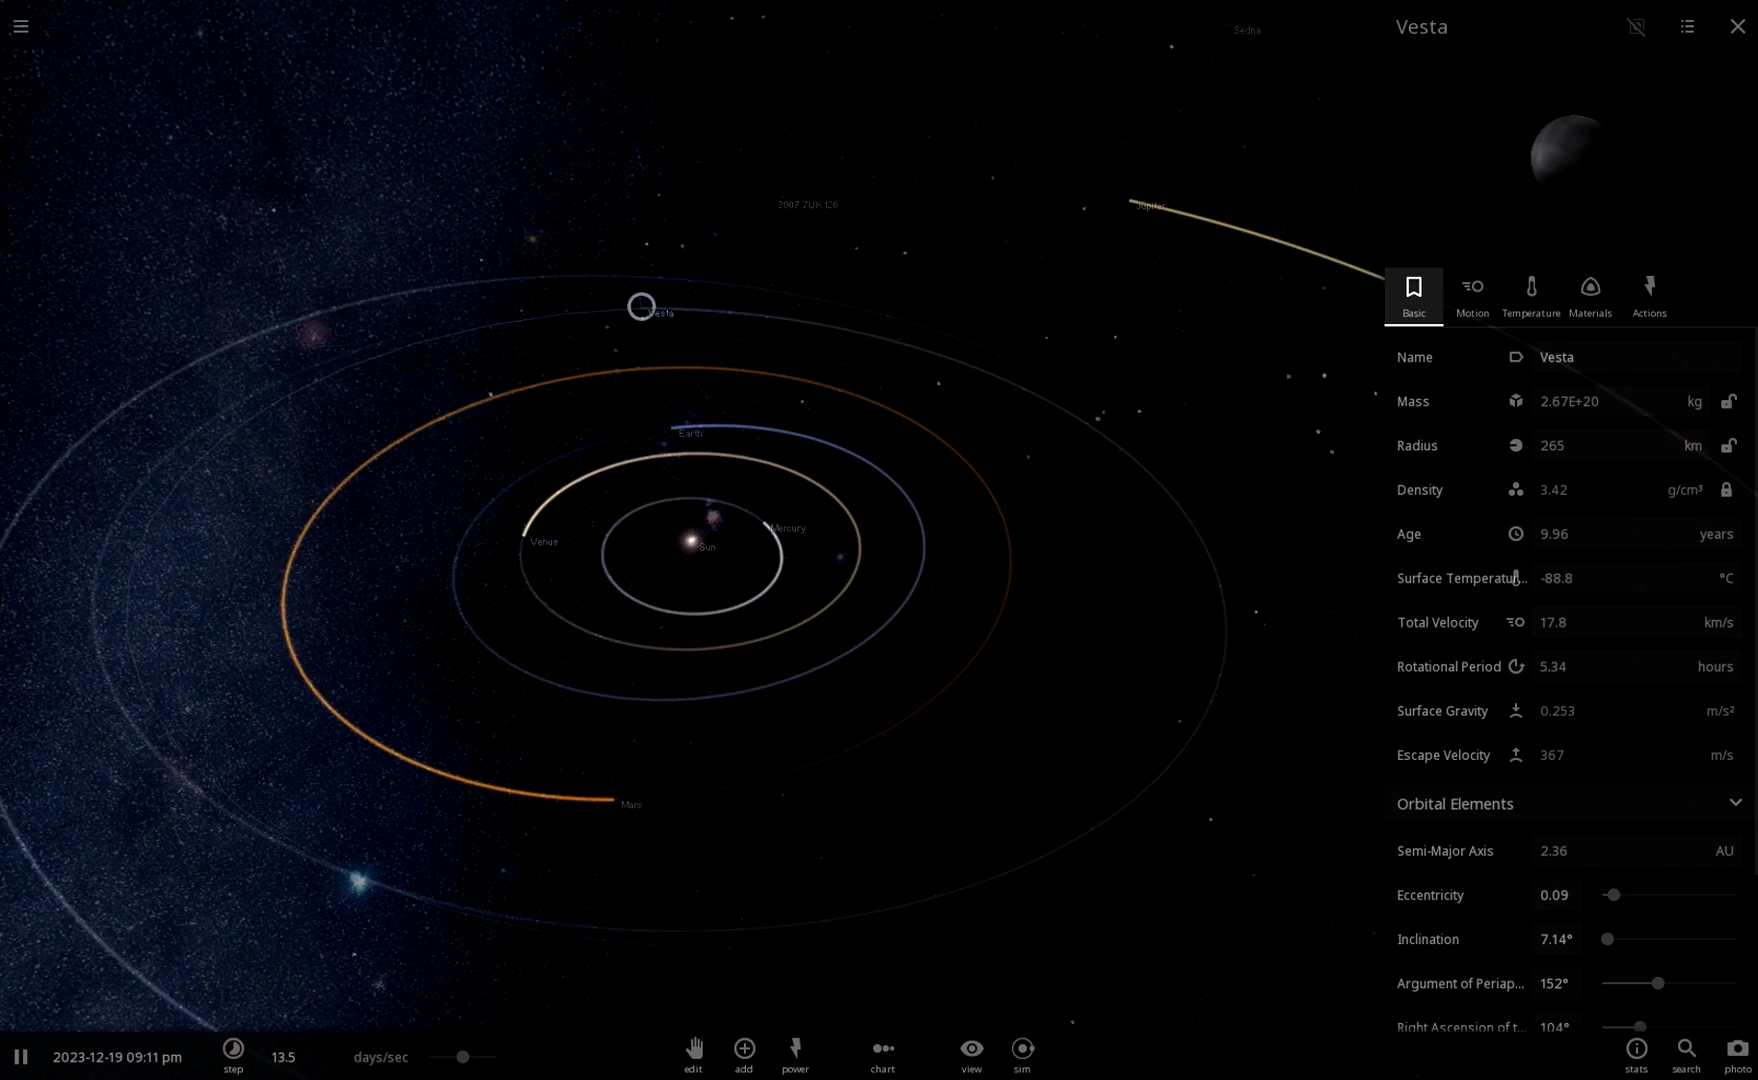 Vesta
Sedna
2007 7UK126
Jupiter
Vesta
Earth
Mercury
Venus
Sun
Mars
Basic
Motion
Temperature
Materials
Actions
Name Vesta
Mass 2.67E+20 kg
Radius 265 km
Density 3.42 g/cm³
Age 9.96 years
Surface Temperatur... -88.8 °C
Total Velocity 17.8 km/s
Rotational Period 5.34 hours
Surface Gravity 0.253 m/s²
Escape Velocity 367 m/s
Orbital Elements
Semi-Major Axis 2.36 AU
Eccentricity 0.09
Inclination 7.14°
Argument of Periap... 152°
Right Ascension of t... 104°
2023-12-19 09:11 pm
step
13.5 days/sec
edit
add
power
chart
view
sim
stats
search
photo